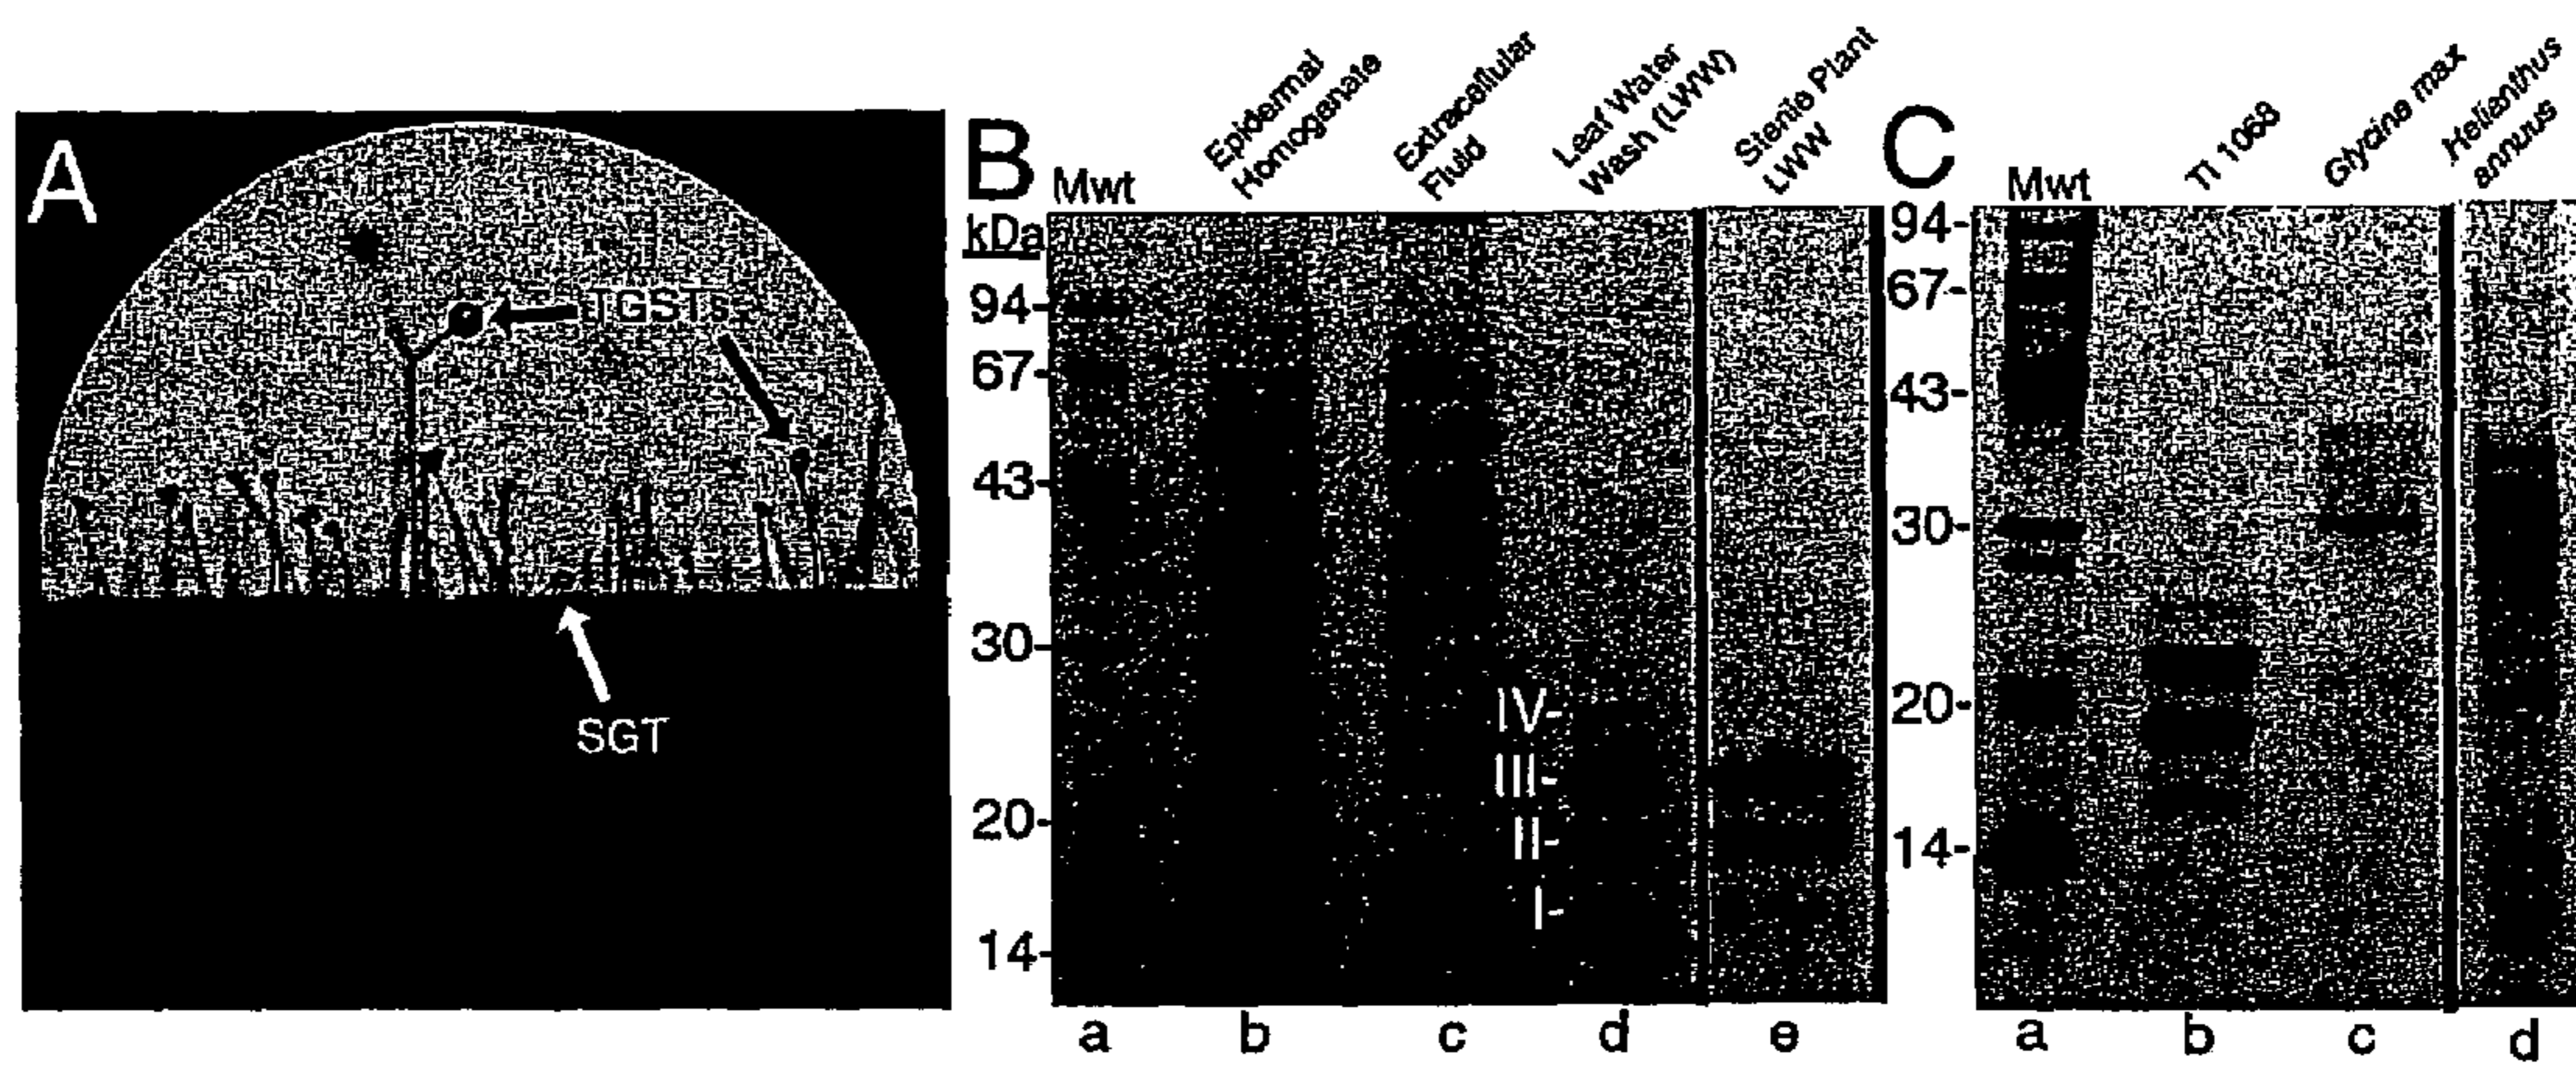 A
TGSTs
SGT
B
Mwt
Epidermal
Homogenate
Extracellular
Fluid
Leaf Water
Wash (LWW)
Sterile Plant
LWW
kDa
94-
67-
43-
30-
20-
14-
IV-
III-
II-
I-
a b c d e
C
Mwt
TI 1068
Glycine max
Helianthus
annuus
94-
67-
43-
30-
20-
14-
a b c d